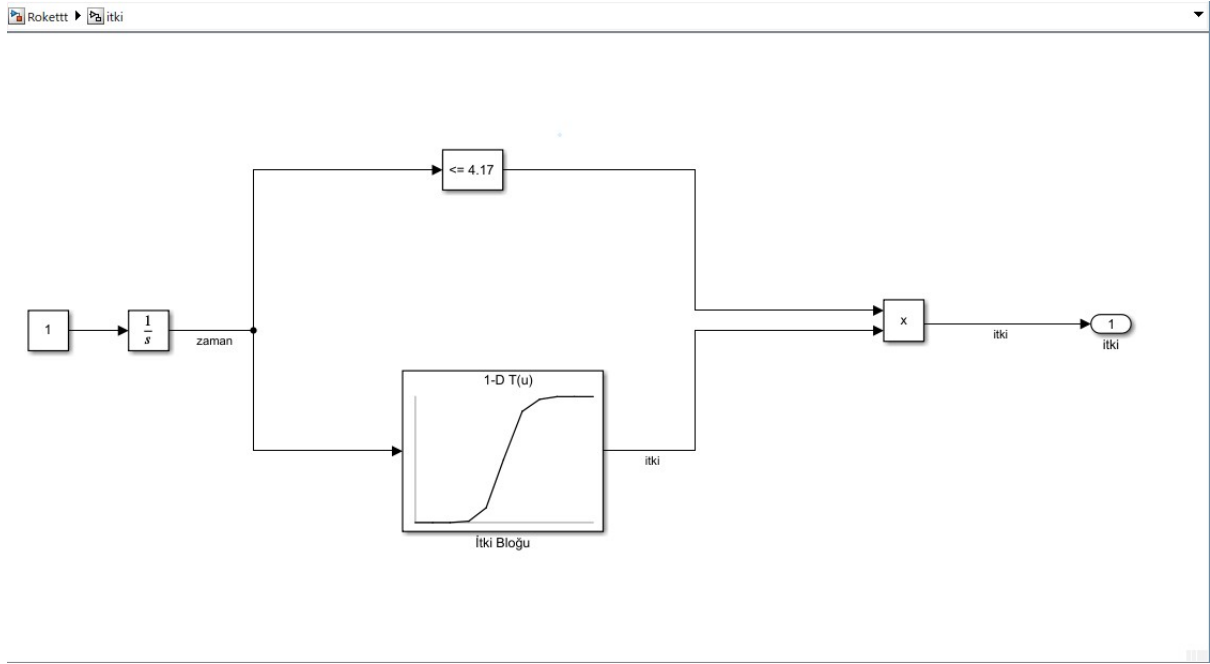 Rokettt itki
<= 4.17
1
1
s
zaman
1-D T(u)
itki
İtki Bloğu
x
itki
1
itki